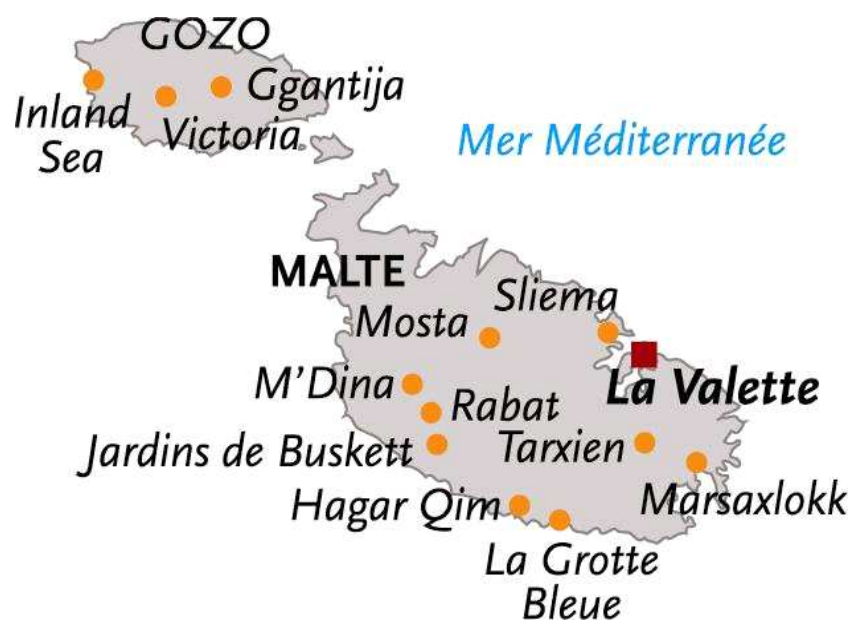 GOZO
Ggantija
Inland
Sea
Victoria
Mer Méditerranée
MALTE
Sliema
Mosta
La Valette
M'Dina
Rabat
Jardins de Buskett
Tarxien
Hagar Qim
Marsaxlokk
La Grotte
Bleue